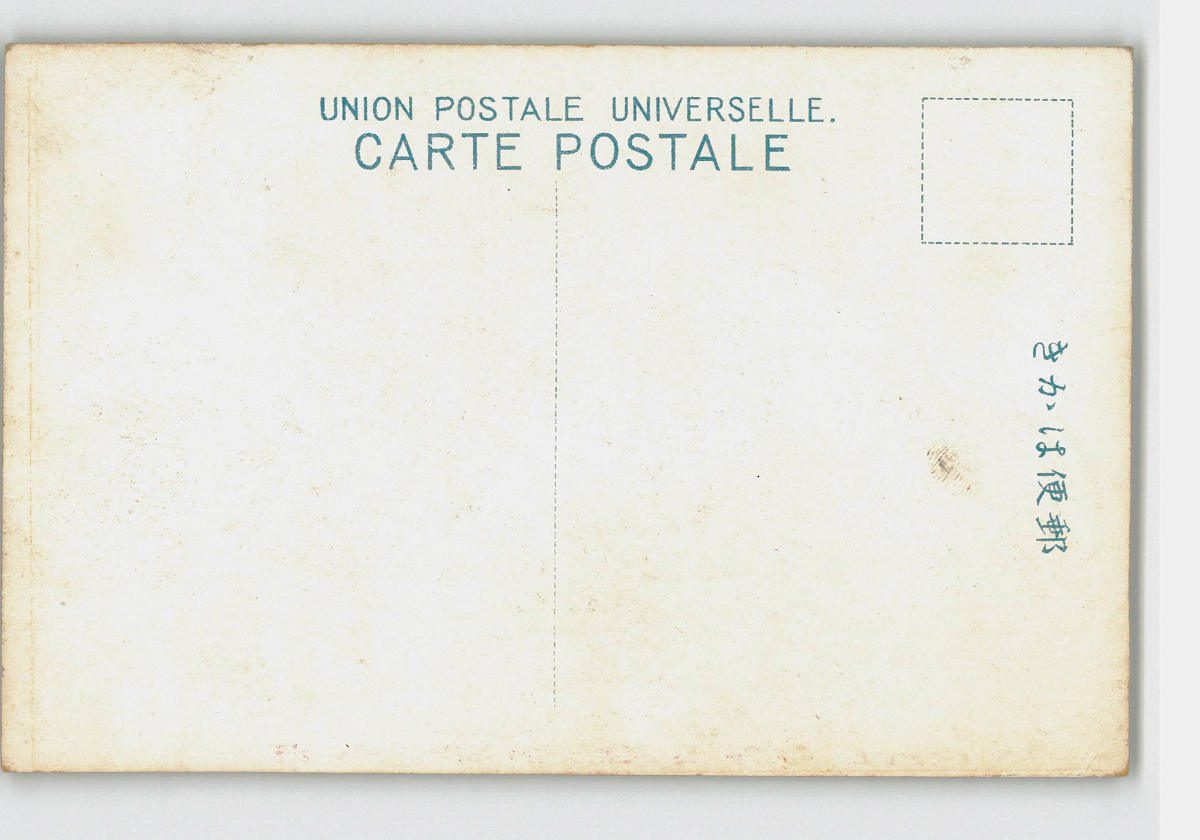 UNION POSTALE UNIVERSELLE.
CARTE POSTALE
郵便はかき